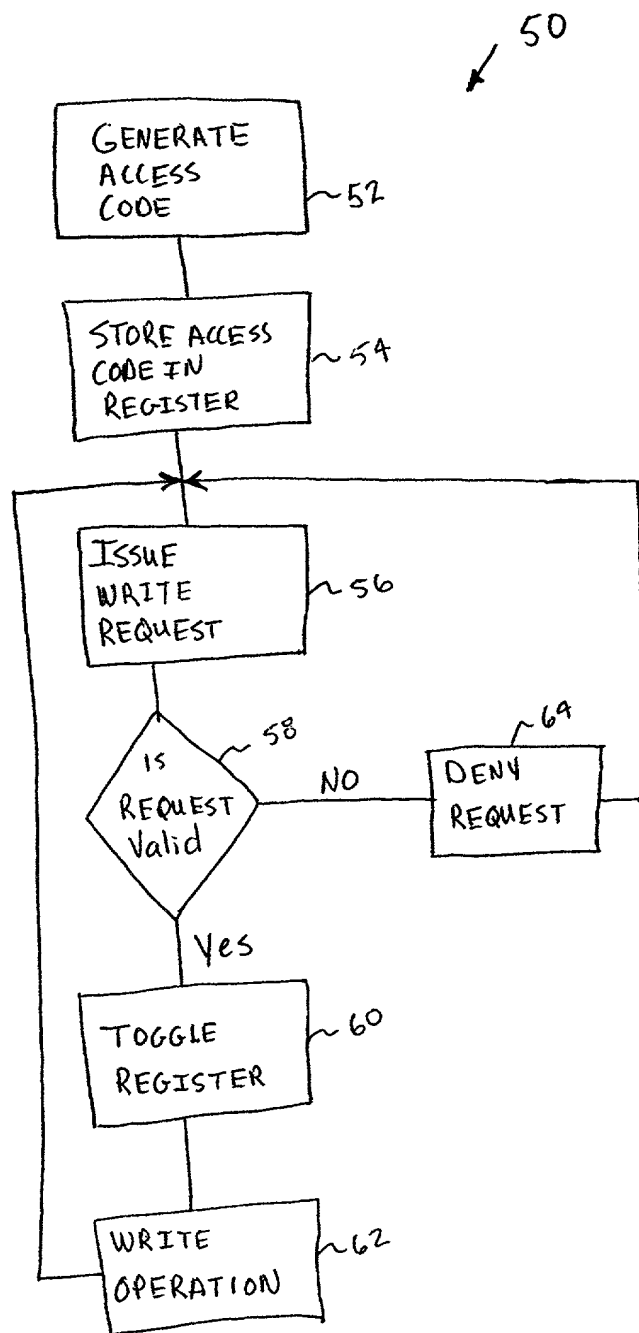 50
GENERATE
ACCESS
CODE
52
STORE ACCESS
CODE IN
REGISTER
54
ISSUE
WRITE
REQUEST
56
58
IS
REQUEST
Valid
NO
64
DENY
REQUEST
Yes
TOGGLE
REGISTER
60
WRITE
OPERATION
62